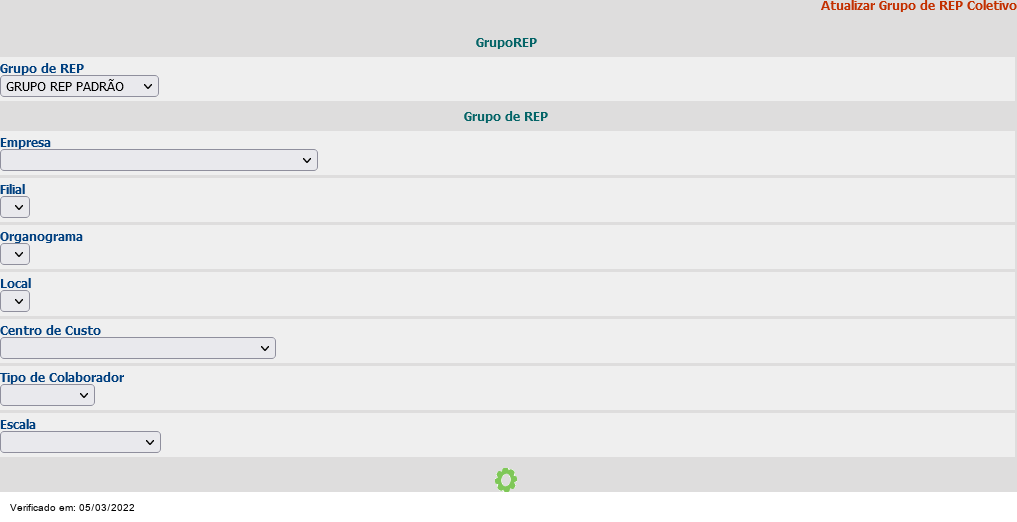 Atualizar Grupo de REP Coletivo
GrupoREP
Grupo de REP
GRUPO REP PADRÃO
Grupo de REP
Empresa
Filial
Organograma
Local
Centro de Custo
Tipo de Colaborador
Escala
Verificado em: 05/03/2022